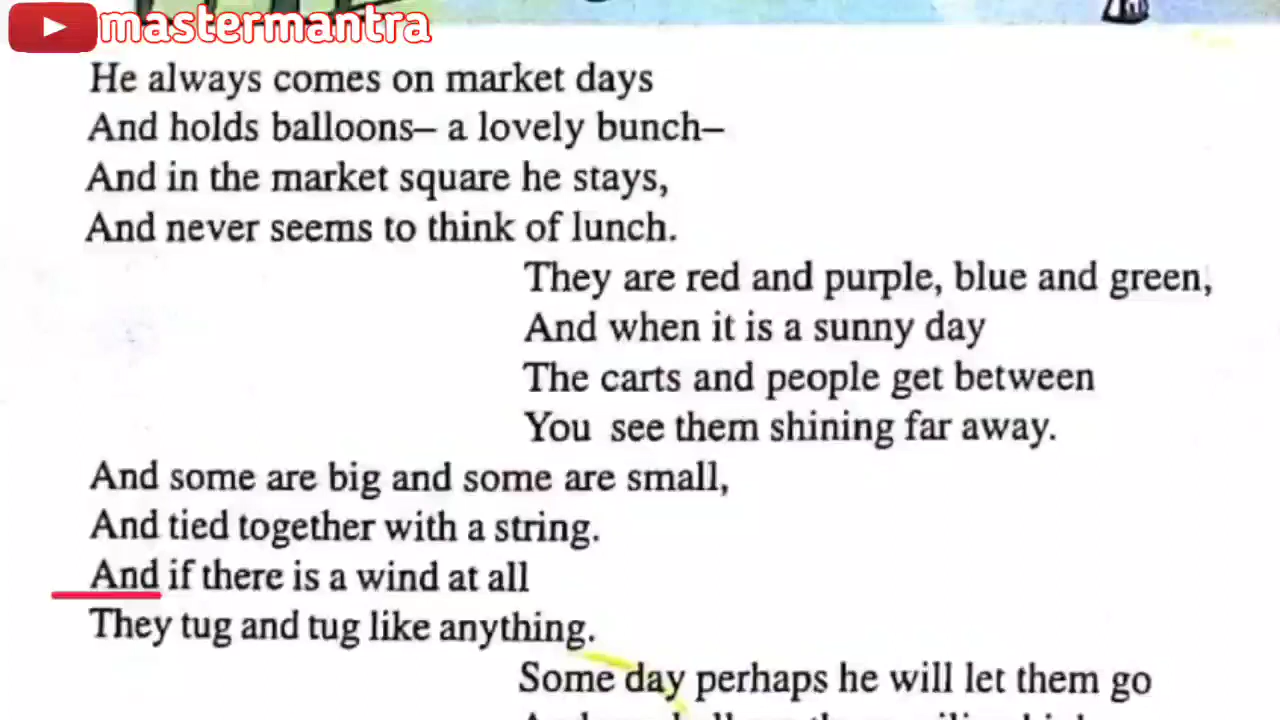 mastermantra
He always comes on market days
And holds balloons– a lovely bunch–
And in the market square he stays,
And never seems to think of lunch.
They are red and purple, blue and green,
And when it is a sunny day
The carts and people get between
You see them shining far away.
And some are big and some are small,
And tied together with a string.
And if there is a wind at all
They tug and tug like anything.
Some day perhaps he will let them go